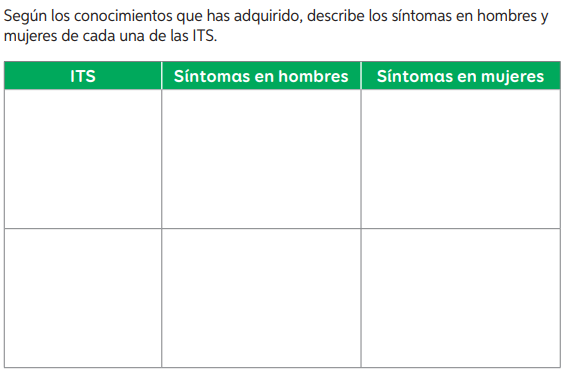 Según los conocimientos que has adquirido, describe los síntomas en hombres y
mujeres de cada una de las ITS.
ITS Síntomas en hombres Síntomas en mujeres